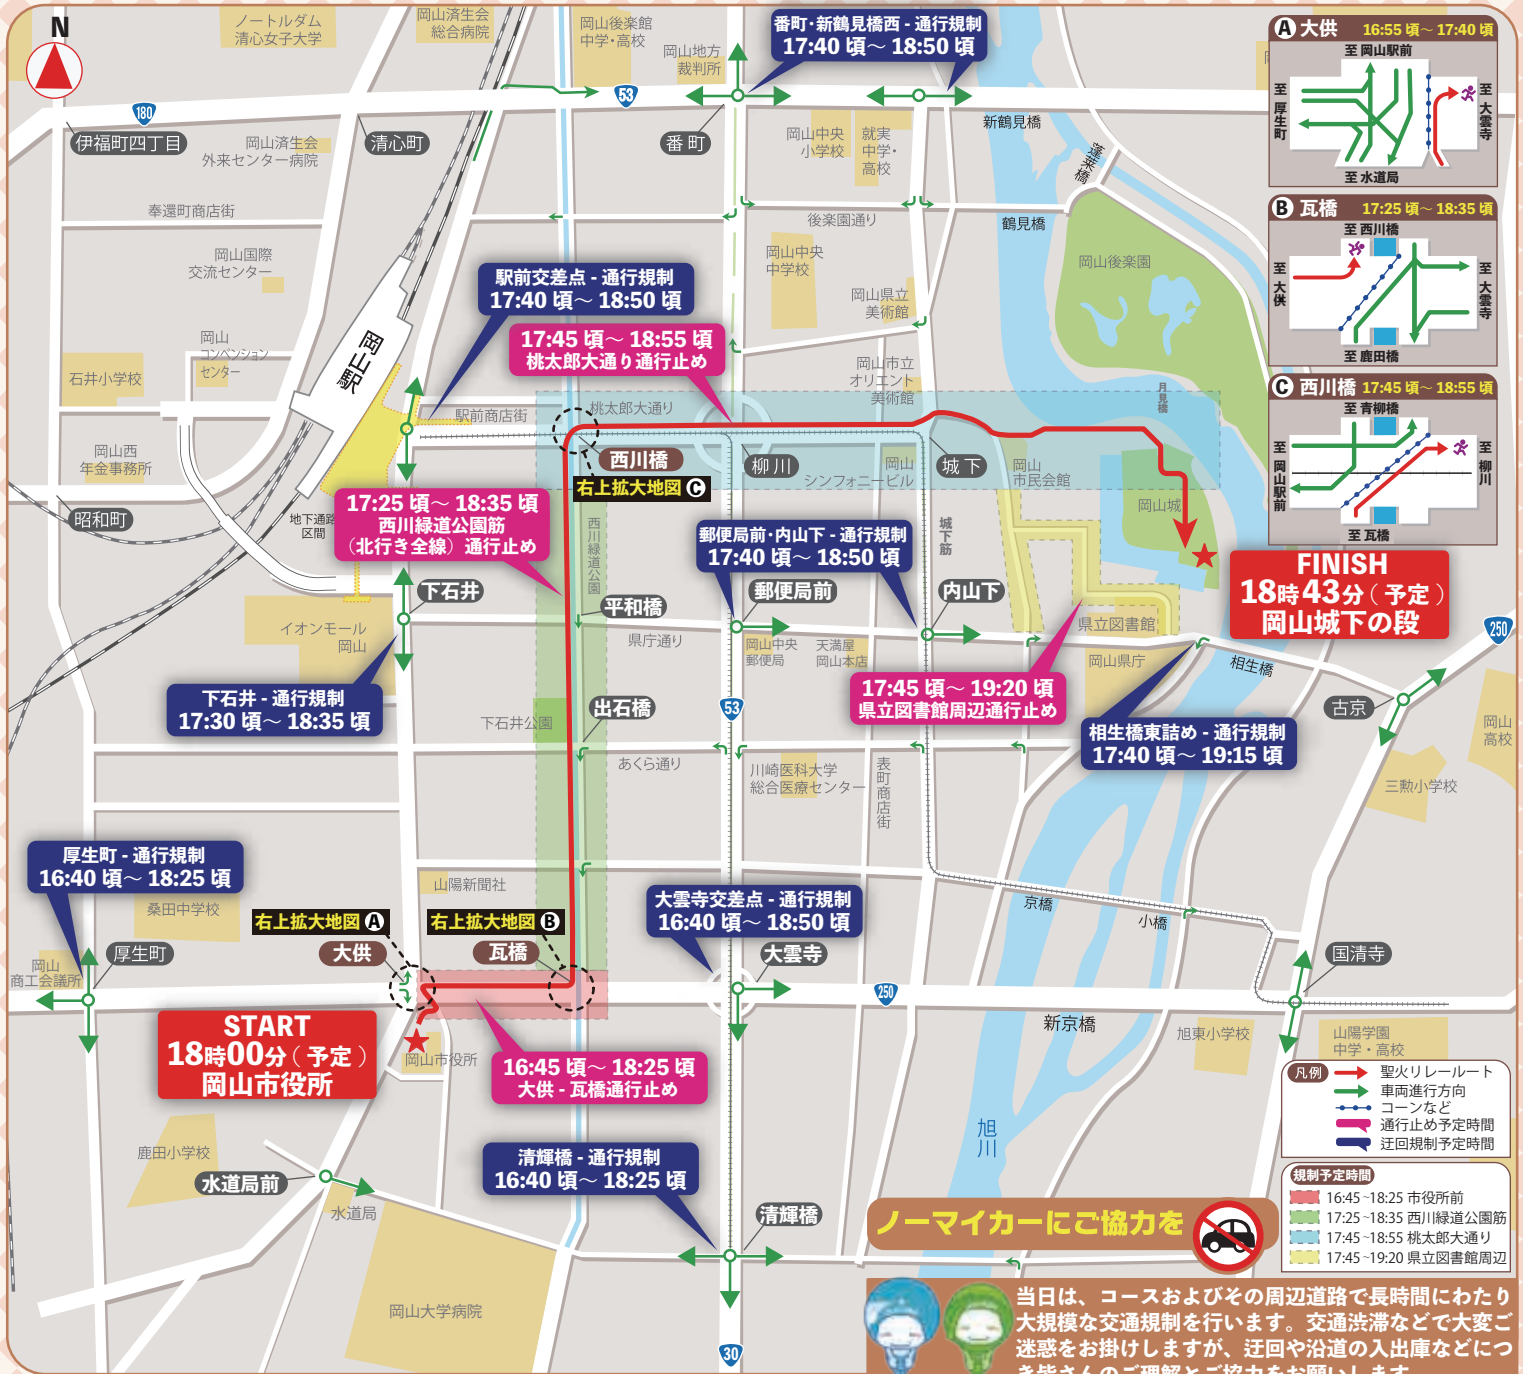 N
ノートルダム
清心女子大学
岡山済生会
総合病院
岡山後楽館
中学・高校
岡山地方
裁判所
番町・新鶴見橋西 - 通行規制
17:40 頃～ 18:50 頃
180
53
伊福町四丁目
岡山済生会
外来センター病院
清心町
番町
岡山中央
小学校
就実
中学・
高校
新鶴見橋
蓬莱橋
奉還町商店街
後楽園通り
鶴見橋
岡山国際
交流センター
岡山中央
中学校
岡山後楽園
駅前交差点 - 通行規制
17:40 頃～ 18:50 頃
岡山県立
美術館
17:45 頃～ 18:55 頃
桃太郎大通り通行止め
岡山
コンベンション
センター
岡山駅
石井小学校
岡山市立
オリエント
美術館
月見橋
駅前商店街
桃太郎大通り
岡山西
年金事務所
西川橋
柳川
岡山
シンフォニービル
城下
岡山
市民会館
右上拡大地図 C
昭和町
地下通路
区間
17:25 頃～ 18:35 頃
西川緑道公園筋
（北行き全線）通行止め
西川緑道公園
郵便局前・内山下 - 通行規制
17:40 頃～ 18:50 頃
城下筋
岡山城
FINISH
18時43分（予定）
岡山城下の段
下石井
平和橋
郵便局前
内山下
イオンモール
岡山
県庁通り
岡山中央
郵便局
天満屋
岡山本店
県立図書館
岡山県庁
相生橋
250
下石井 - 通行規制
17:30 頃～ 18:35 頃
17:45 頃～ 19:20 頃
県立図書館周辺通行止め
下石井公園
出石橋
53
相生橋東詰め - 通行規制
17:40 頃～ 19:15 頃
古京
岡山
高校
あくら通り
川崎医科大学
総合医療センター
表町商店街
三勲小学校
厚生町 - 通行規制
16:40 頃～ 18:25 頃
山陽新聞社
大雲寺交差点 - 通行規制
16:40 頃～ 18:50 頃
桑田中学校
右上拡大地図 A
右上拡大地図 B
京橋
小橋
岡山
商工会議所
厚生町
大供
瓦橋
大雲寺
国清寺
250
新京橋
START
18時00分（予定）
岡山市役所
岡山市役所
16:45 頃～ 18:25 頃
大供 - 瓦橋通行止め
旭東小学校
山陽学園
中学・高校
旭川
鹿田小学校
水道局前
水道局
清輝橋 - 通行規制
16:40 頃～ 18:25 頃
清輝橋
岡山大学病院
30
A 大供 16:55 頃～ 17:40 頃
至 岡山駅前
至 厚生町
至 大雲寺
至 水道局
B 瓦橋 17:25 頃～ 18:35 頃
至 西川橋
至 大供
至 大雲寺
至 鹿田橋
C 西川橋 17:45 頃～ 18:55 頃
至 青柳橋
至 岡山駅前
至 柳川
至 瓦橋
凡例
聖火リレールート
車両進行方向
コーンなど
通行止め予定時間
迂回規制予定時間
規制予定時間
16:45~18:25 市役所前
17:25~18:35 西川緑道公園筋
17:45~18:55 桃太郎大通り
17:45~19:20 県立図書館周辺
ノーマイカーにご協力を
当日は、コースおよびその周辺道路で長時間にわたり
大規模な交通規制を行います。交通渋滞などで大変ご
迷惑をお掛けしますが、迂回や沿道の入出庫などにつ
き皆さんのご理解とご協力をお願いします。